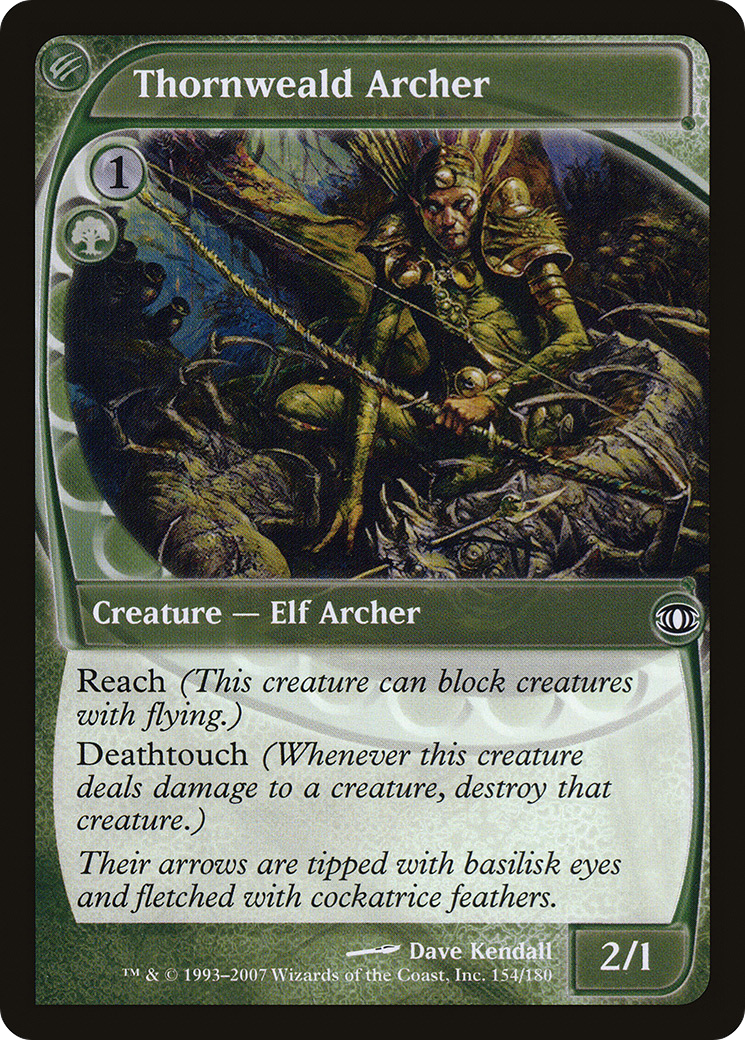 Thornweald Archer
1
Creature — Elf Archer
Reach (This creature can block creatures
with flying.)
Deathtouch (Whenever this creature
deals damage to a creature, destroy that
creature.)
Their arrows are tipped with basilisk eyes
and fletched with cockatrice feathers.
Dave Kendall
™ & © 1993–2007 Wizards of the Coast, Inc. 154/180
2/1